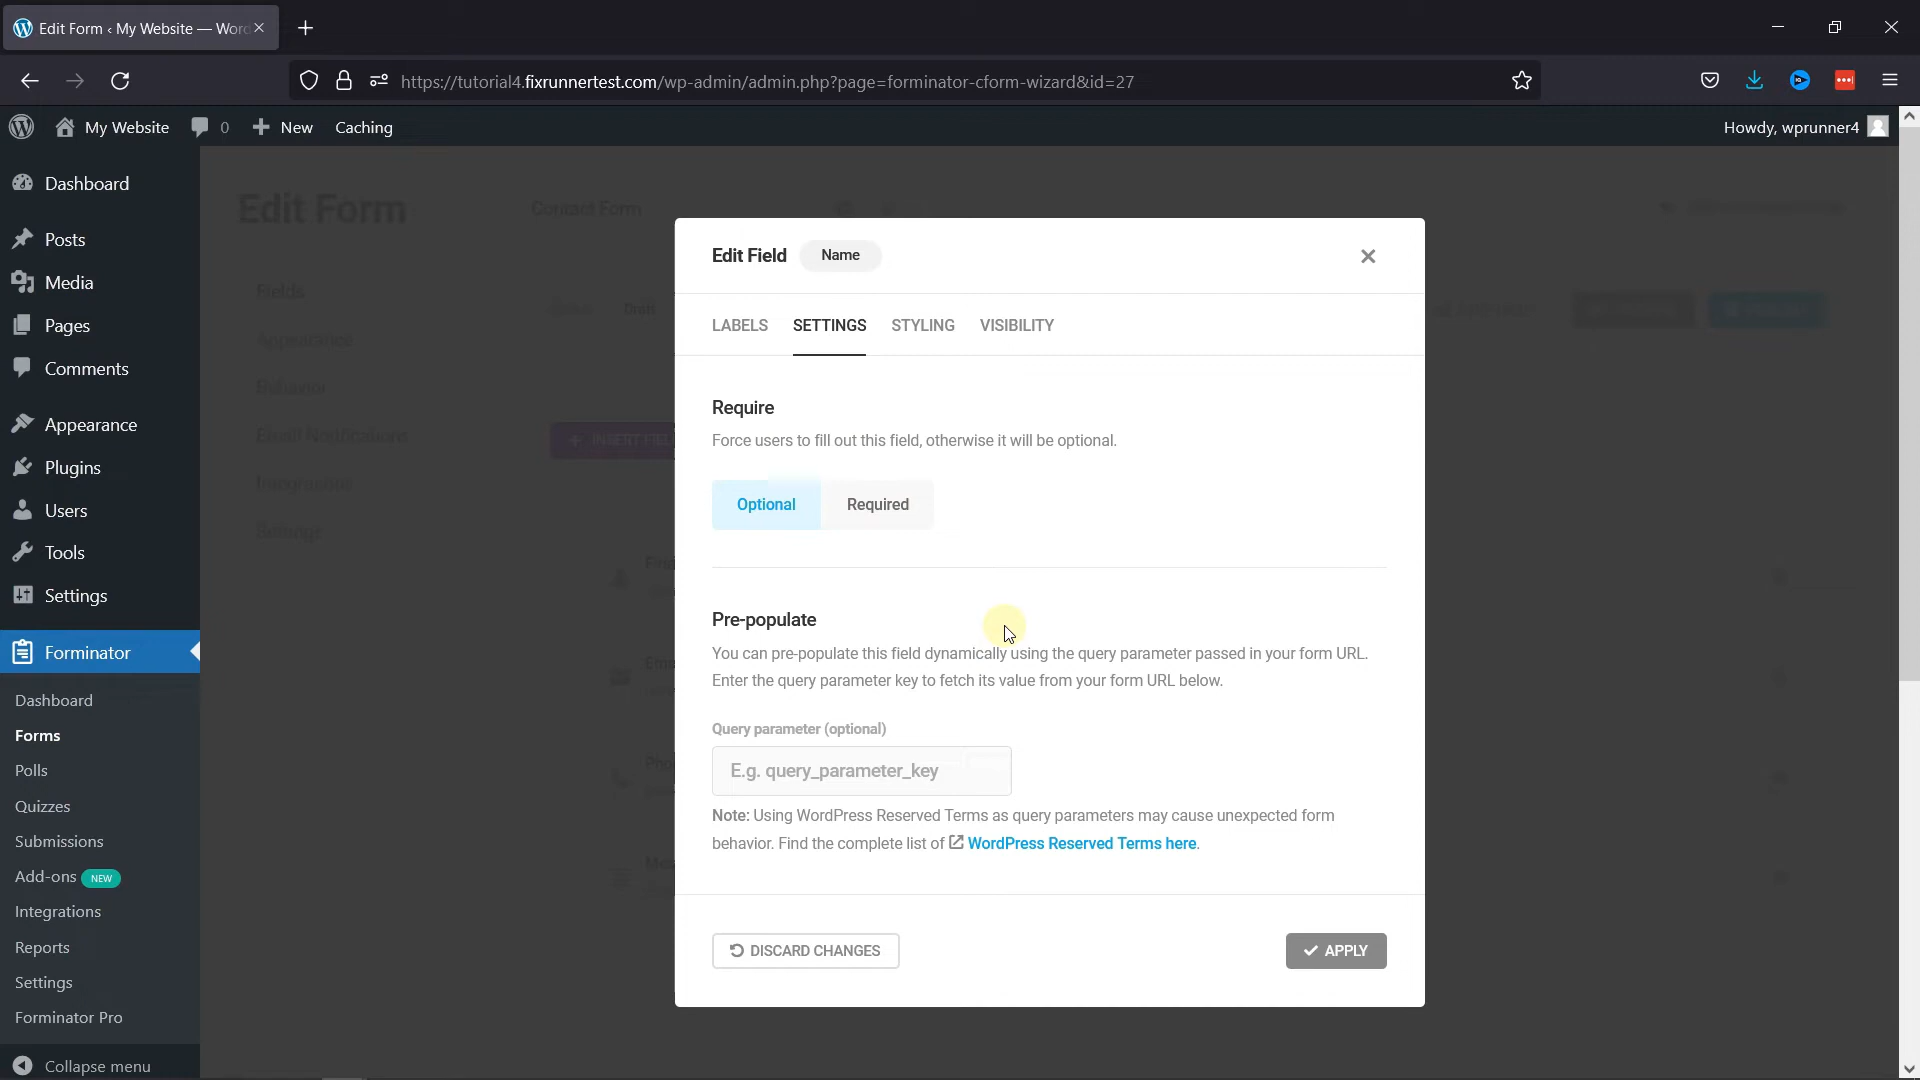 Edit Form ‹ My Website — Word
https://tutorial4.fixrunnertest.com/wp-admin/admin.php?page=forminator-cform-wizard&id=27
My Website
0
New
Caching
Howdy, wprunner4
Dashboard
Posts
Media
Pages
Comments
Appearance
Plugins
Users
Tools
Settings
Forminator
Dashboard
Forms
Polls
Quizzes
Submissions
Add-ons NEW
Integrations
Reports
Settings
Forminator Pro
Collapse menu
Edit Form
Contact Form
Fields
Appearance
Behavior
Email Notifications
Integrations
Settings
Draft
+ INSERT FIEL
Edit Field Name
LABELS SETTINGS STYLING VISIBILITY
Require
Force users to fill out this field, otherwise it will be optional.
Optional Required
Pre-populate
You can pre-populate this field dynamically using the query parameter passed in your form URL.
Enter the query parameter key to fetch its value from your form URL below.
Query parameter (optional)
E.g. query_parameter_key
Note: Using WordPress Reserved Terms as query parameters may cause unexpected form
behavior. Find the complete list of WordPress Reserved Terms here.
DISCARD CHANGES
APPLY